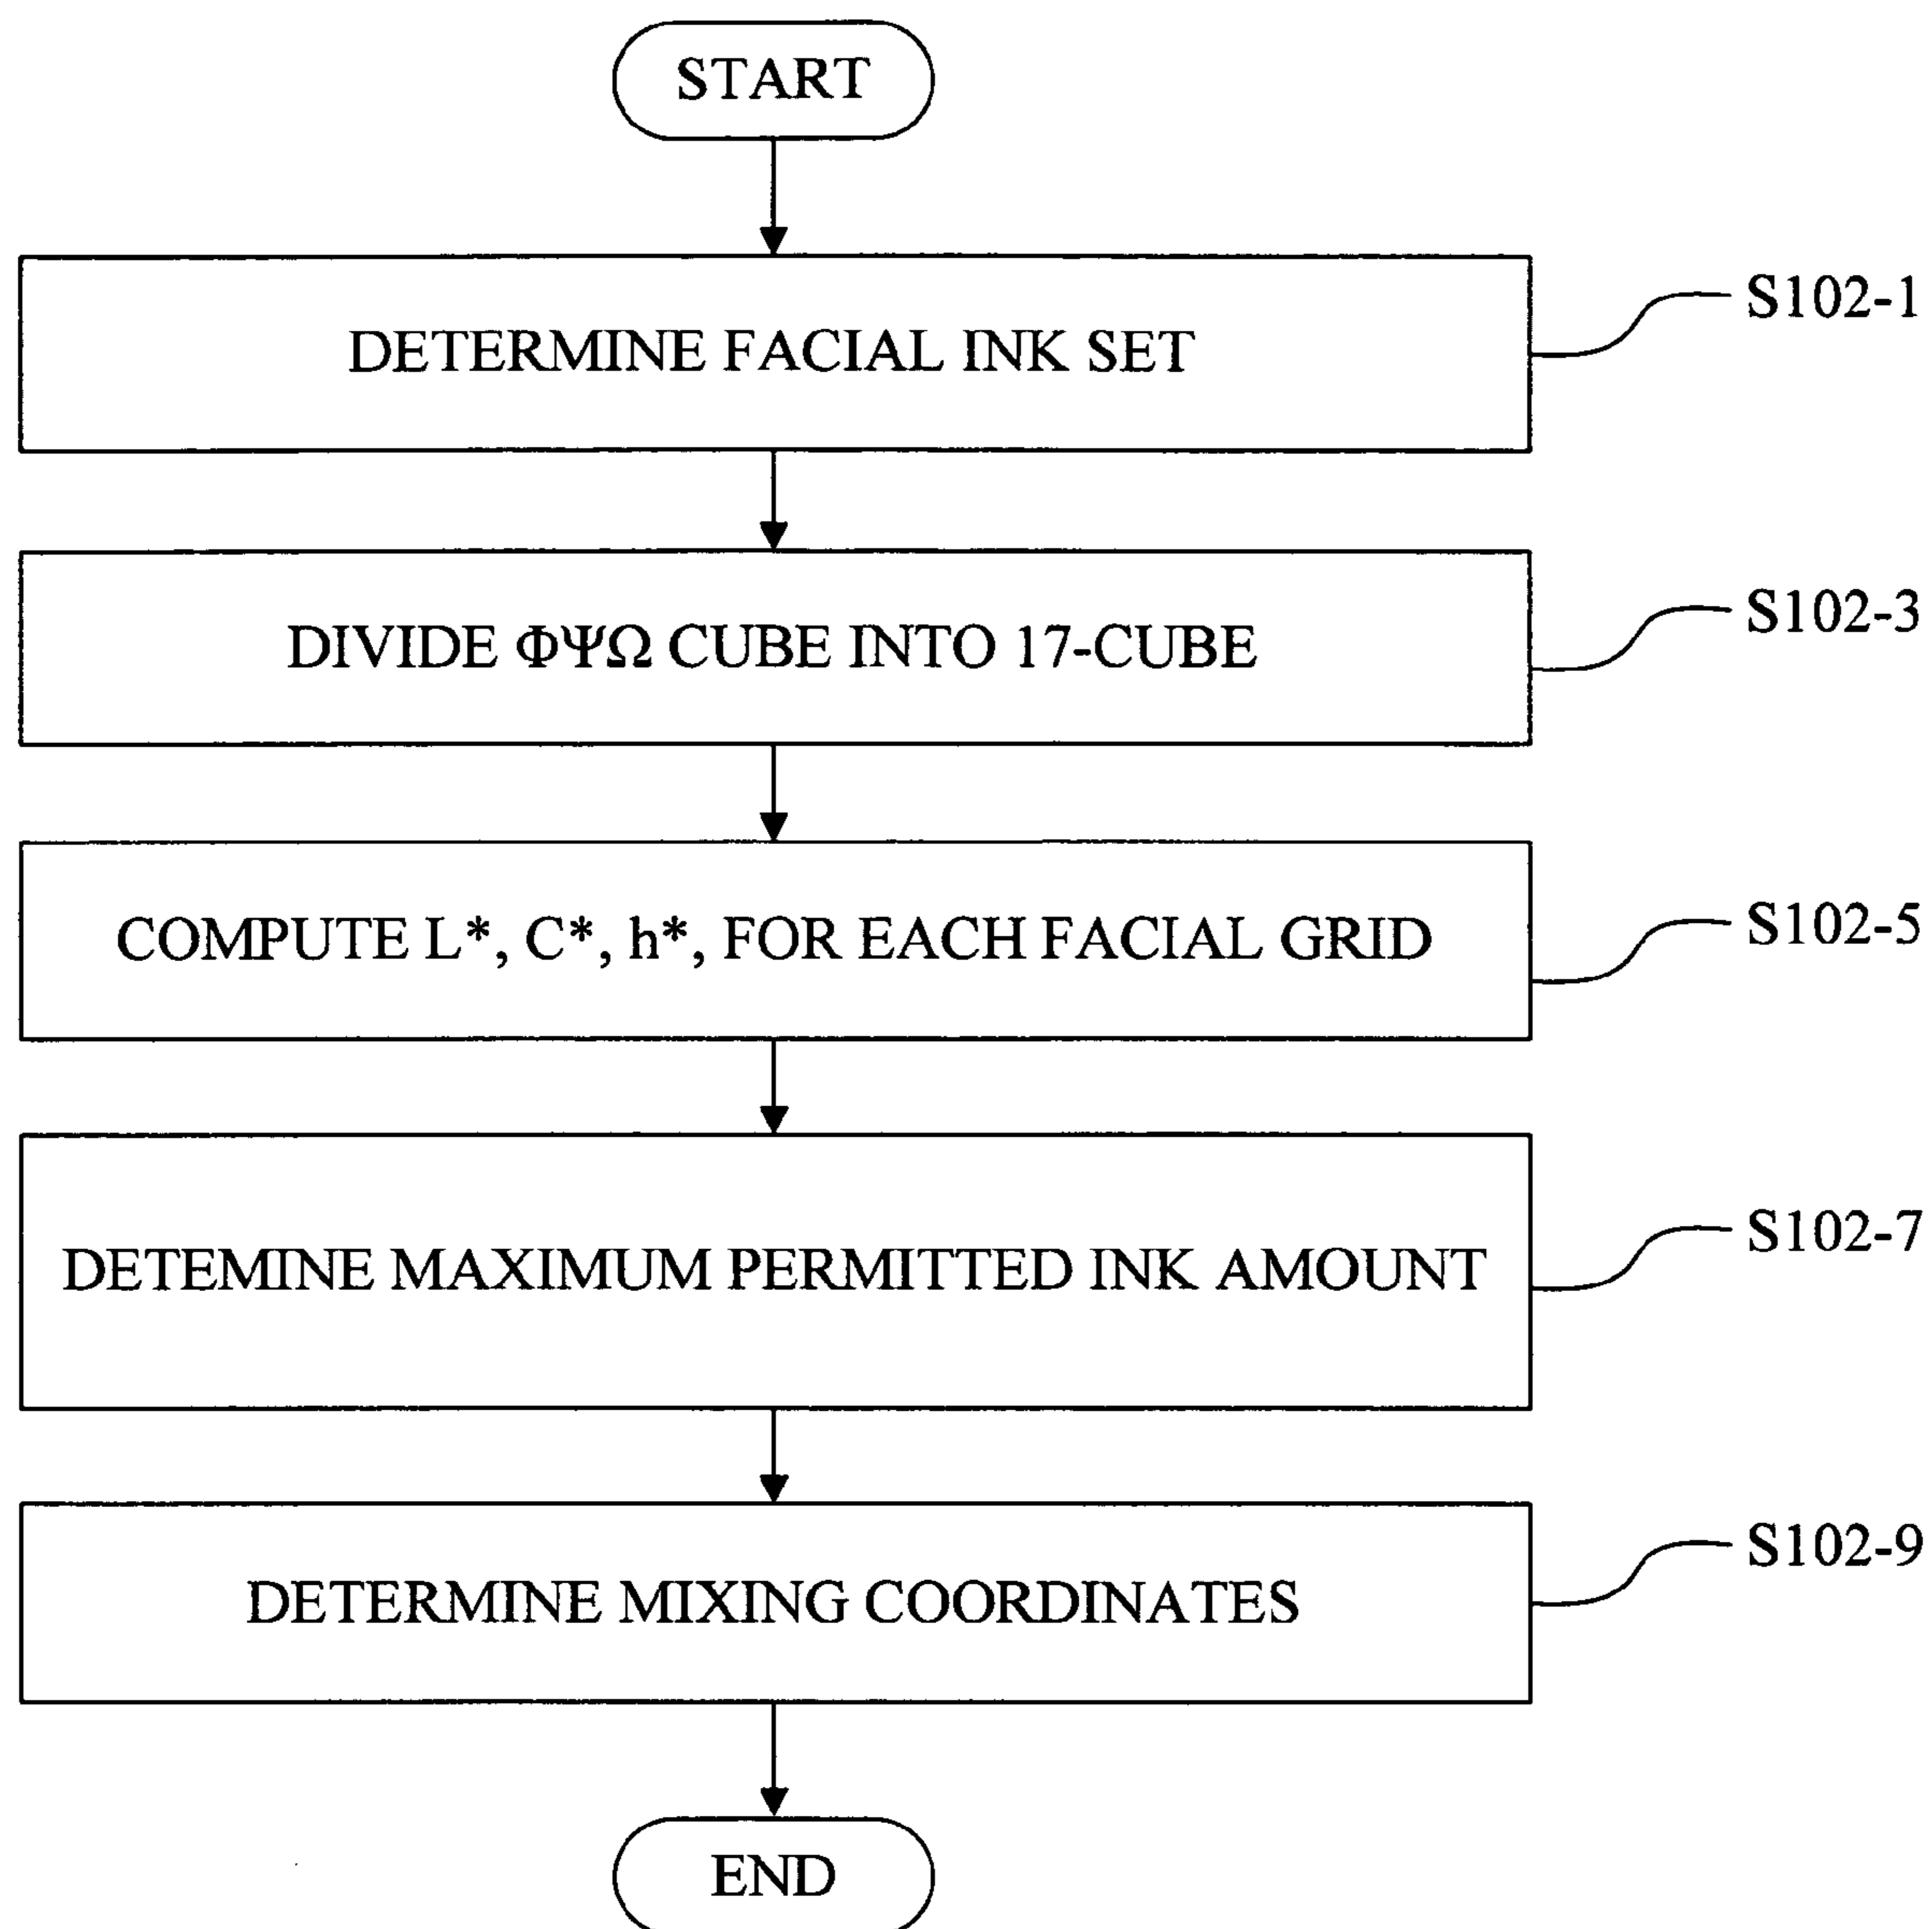 START
DETERMINE FACIAL INK SET
S102-1
DIVIDE ΦΨΩ CUBE INTO 17-CUBE
S102-3
COMPUTE L*, C*, h*, FOR EACH FACIAL GRID
S102-5
DETEMINE MAXIMUM PERMITTED INK AMOUNT
S102-7
DETERMINE MIXING COORDINATES
S102-9
END